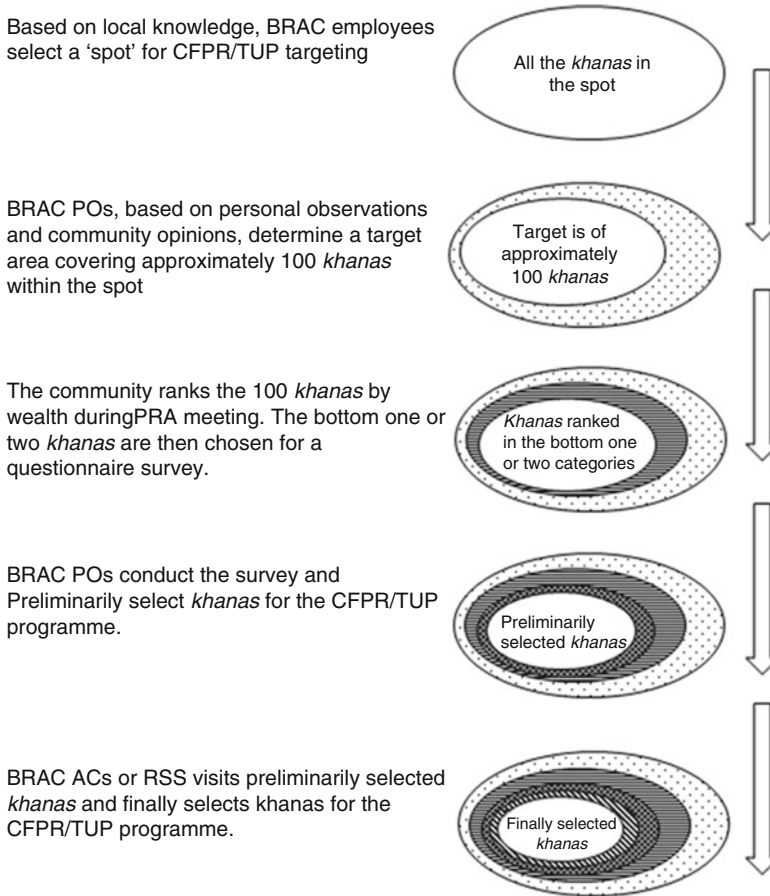 Based on local knowledge, BRAC employees
select a ‘spot’ for CFPR/TUP targeting
All the khanas in
the spot
BRAC POs, based on personal observations
and community opinions, determine a target
area covering approximately 100 khanas
within the spot
Target is of
approximately
100 khanas
The community ranks the 100 khanas by
wealth duringPRA meeting. The bottom one or
two khanas are then chosen for a
questionnaire survey.
Khanas ranked
in the bottom one
or two categories
BRAC POs conduct the survey and
Preliminarily select khanas for the CFPR/TUP
programme.
Preliminarily
selected khanas
BRAC ACs or RSS visits preliminarily selected
khanas and finally selects khanas for the
CFPR/TUP programme.
Finally selected
khanas